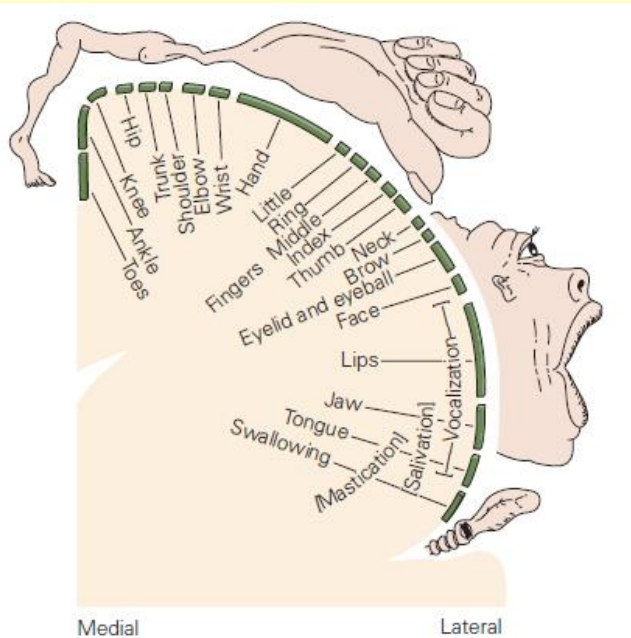 Toes
Ankle
Knee
Hip
Trunk
Shoulder
Elbow
Wrist
Hand
Fingers
Little
Ring
Middle
Index
Thumb
Neck
Brow
Eyelid and eyeball
Face
Lips
Vocalization
Jaw
Tongue
Swallowing
[Salivation]
[Mastication]
Medial
Lateral